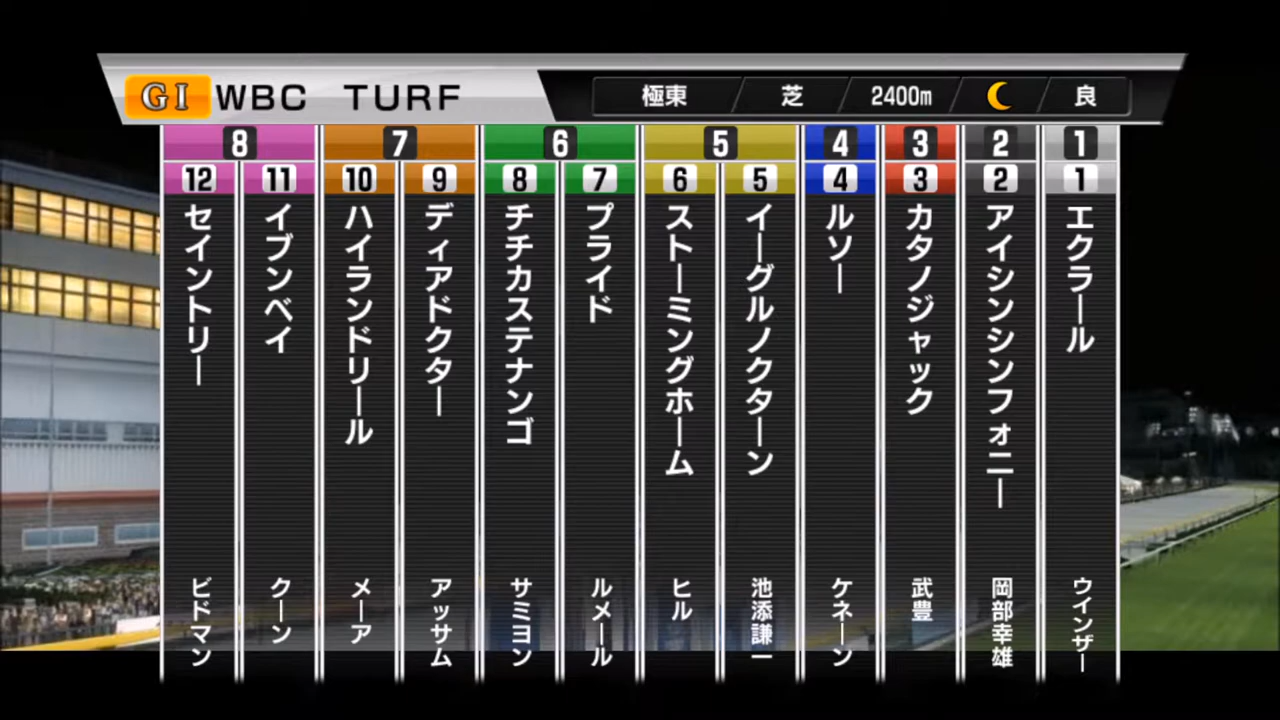 GI WBC TURF 極東 芝 2400m 良
1
1
エクラール
ウインザー
2
2
アイシンシンフォニー
岡部幸雄
3
3
カタノジャック
武豊
4
4
ルソー
ケネーン
5
5
イーグルノクターン
池添謙一
6
ストーミングホーム
ヒル
6
7
プライド
ルメール
8
チチカステナンゴ
サミヨン
7
9
ディアドクター
アッサム
10
ハイランドリール
メーア
8
11
イブンベイ
クーン
12
セイントリー
ビドマン